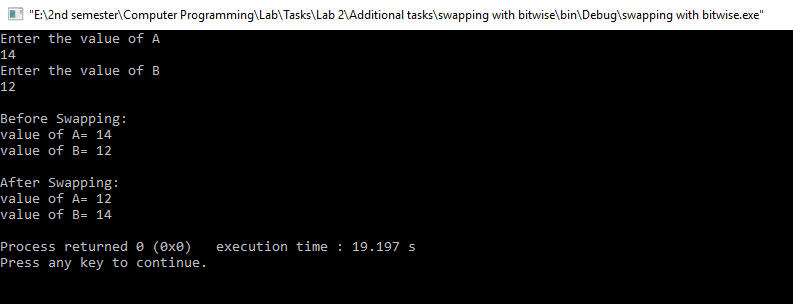 "E:\2nd semester\Computer Programming\Lab\Tasks\Lab 2\Additional tasks\swapping with bitwise\bin\Debug\swapping with bitwise.exe"
Enter the value of A
14
Enter the value of B
12
Before Swapping:
value of A= 14
value of B= 12
After Swapping:
value of A= 12
value of B= 14
Process returned 0 (0x0)   execution time : 19.197 s
Press any key to continue.